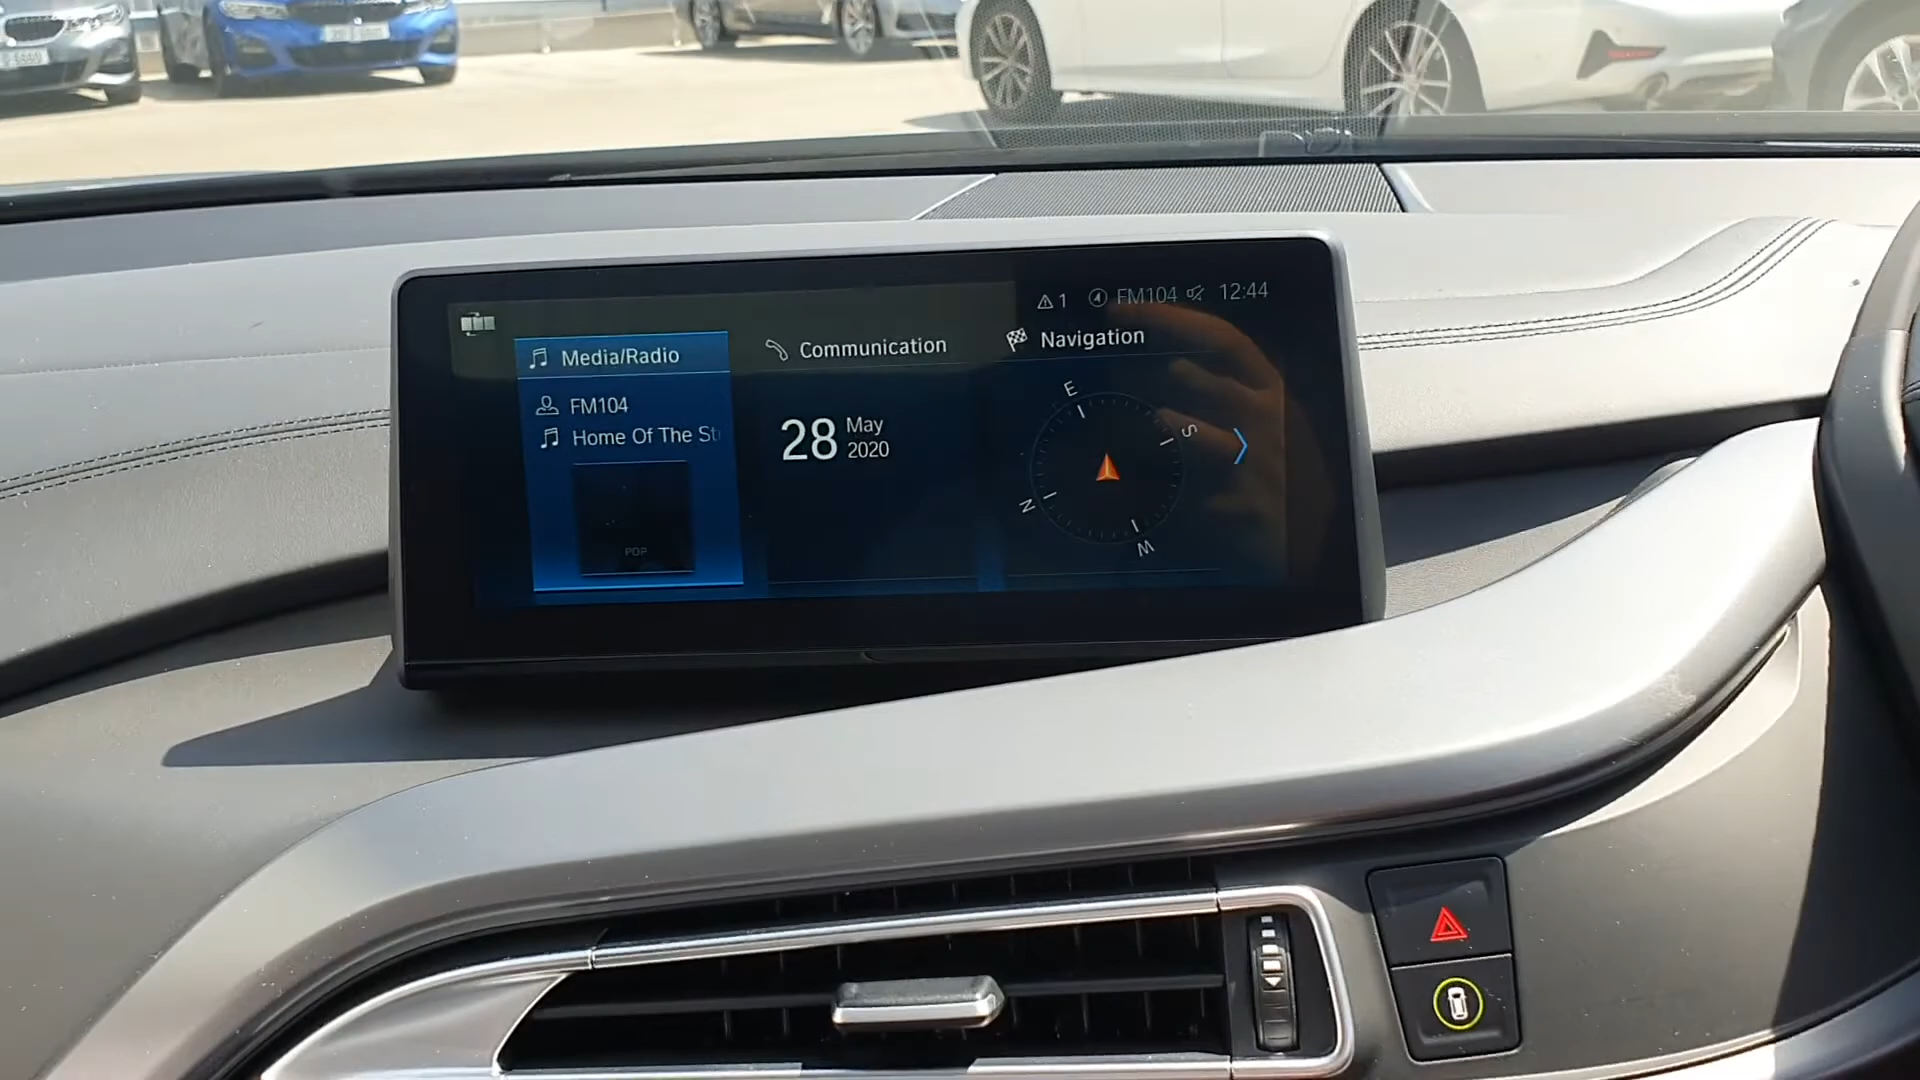 1 FM104 12:44
Media/Radio
Communication
Navigation
FM104
Home Of The St
POP
28 May
2020
E
S
N
W